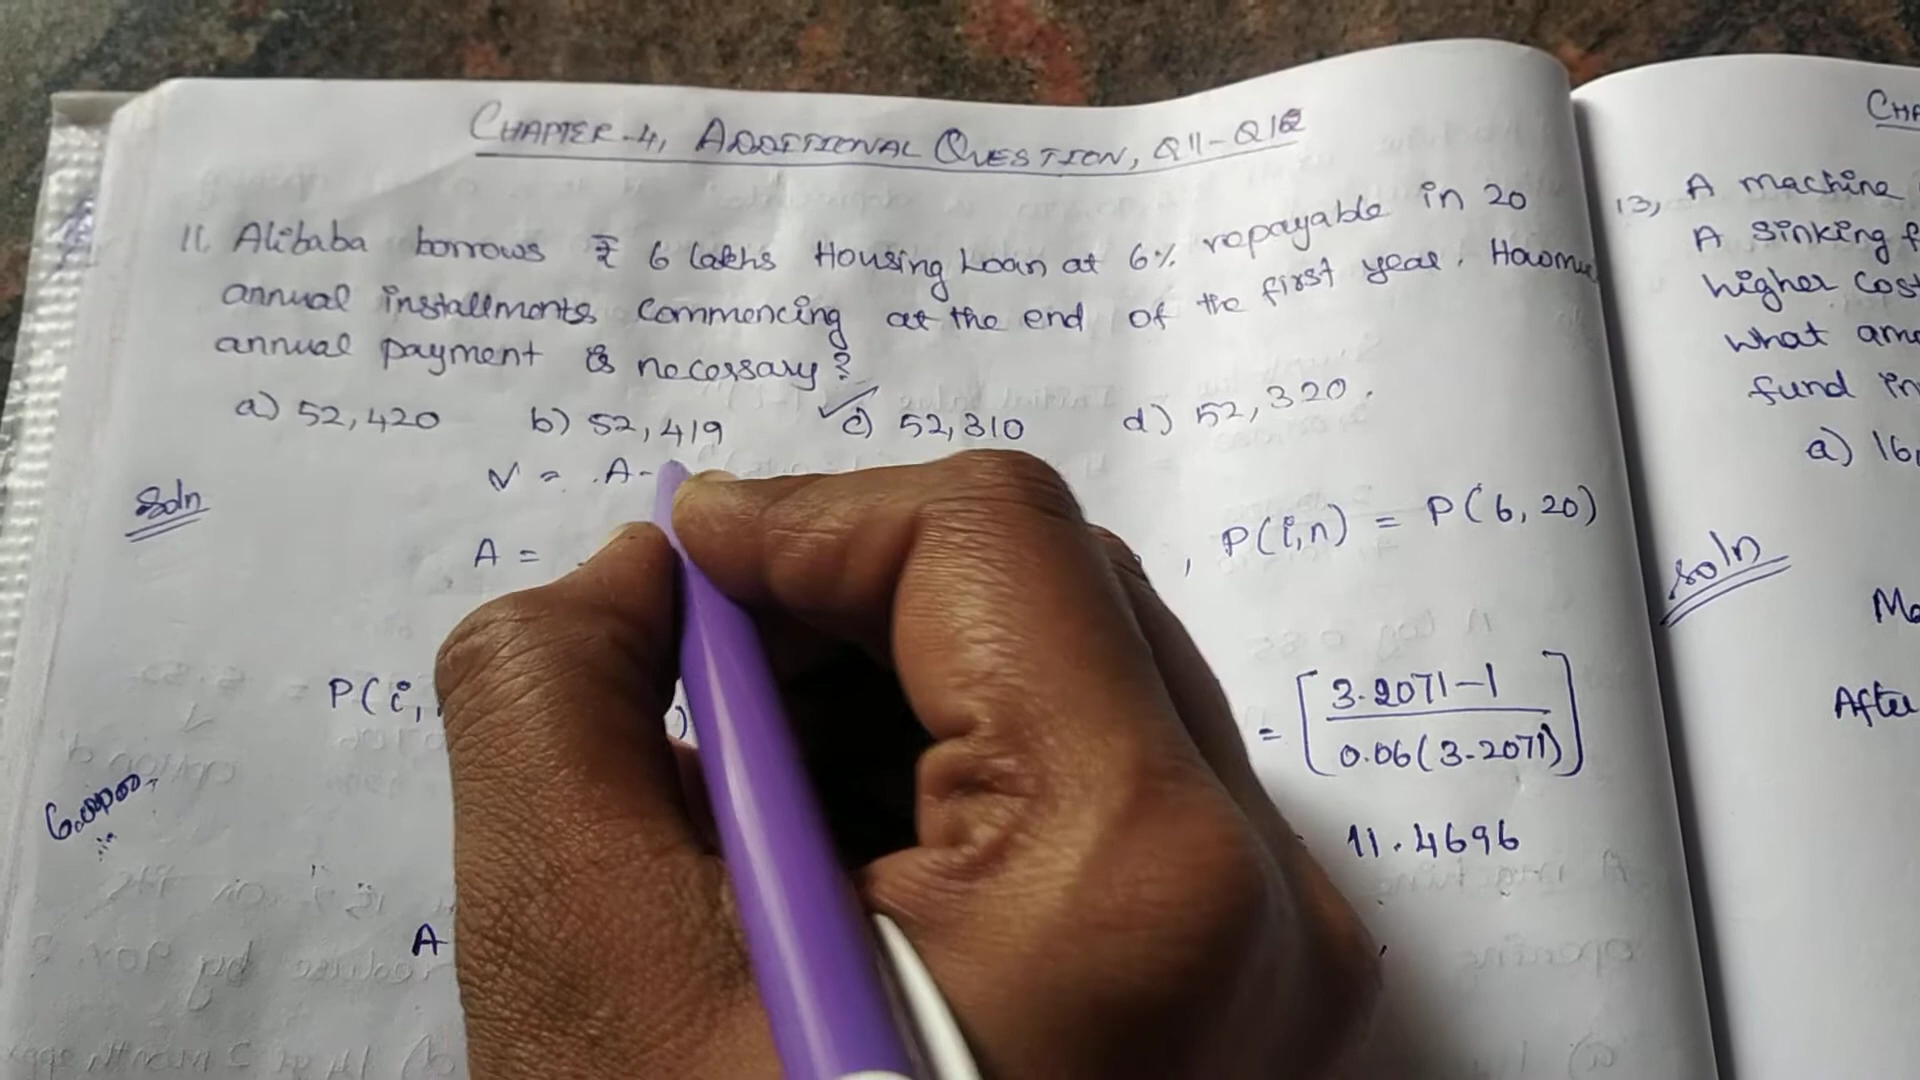 CHAPTER-4, ADDITIONAL QUESTION, Q11-Q12
11. Alibaba borrows ₹ 6 lakhs Housing Loan at 6% repayable in 20
annual installments commencing at the end of the first year. How
annual payment is necessary?
a) 52,420 b) 52,419 c) 52,310 d) 52,320.
Soln
V = A-
A = , P(i,n) = P(6, 20)
P(i, ) = [3.2071-1
0.06(3.2071)]
11.4696
A
13, A machine
A sinking f
higher cost
what am
fund in
a) 16,
soln
After